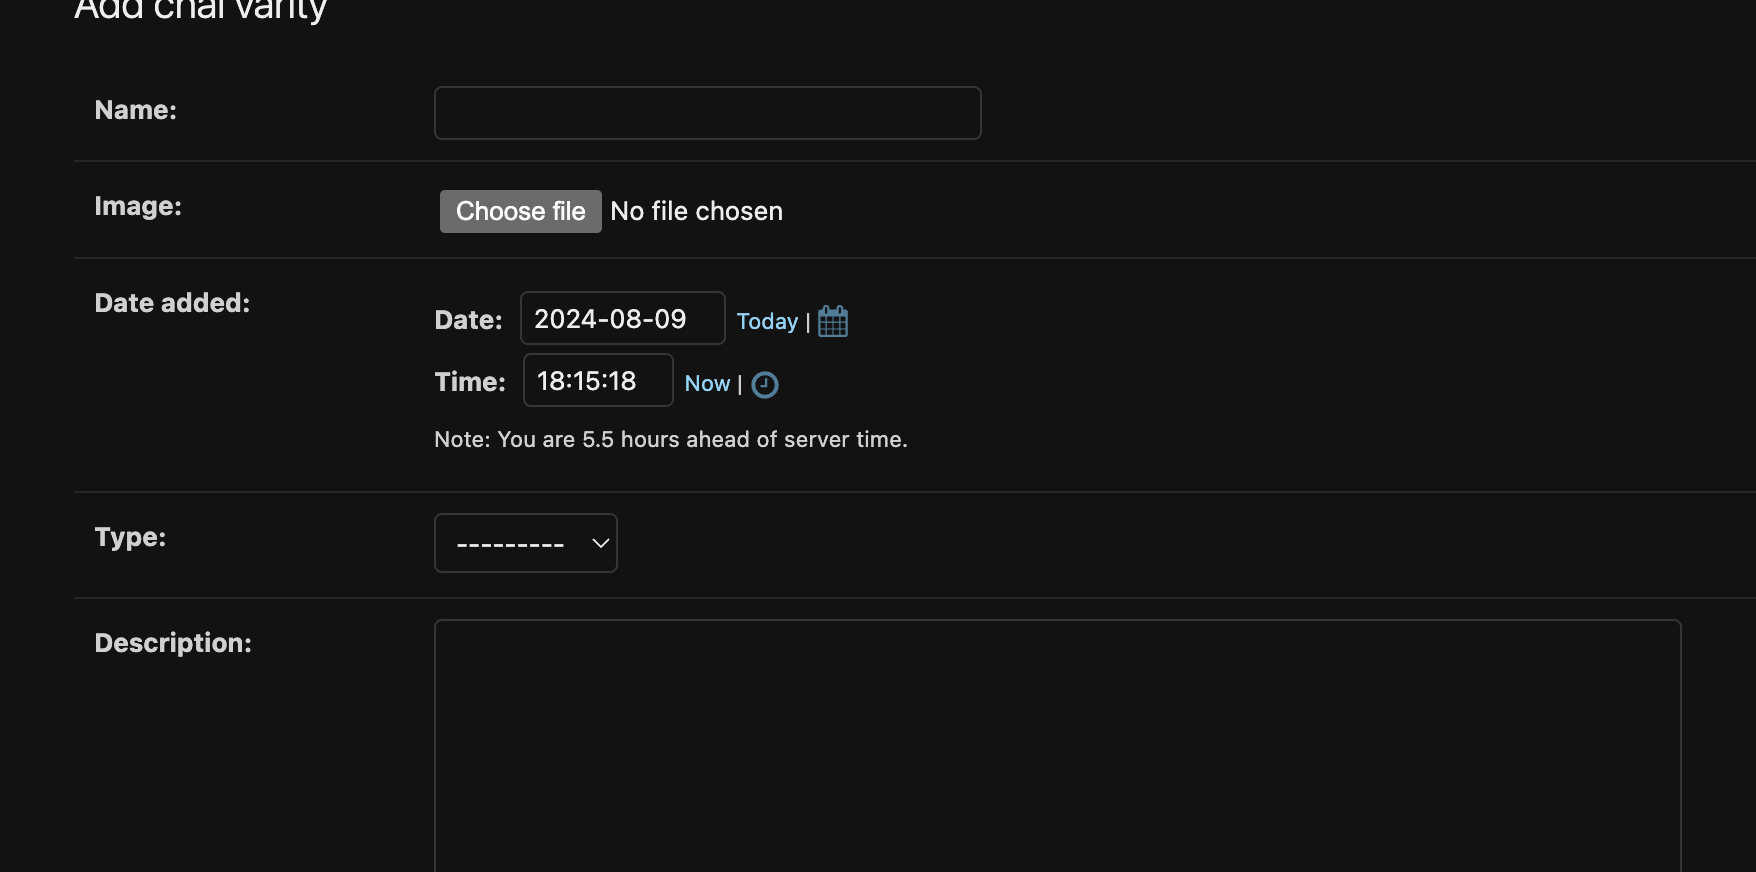 Add chai varity
Name:
Image:
Choose file No file chosen
Date added:
Date: 2024-08-09 Today |
Time: 18:15:18 Now |
Note: You are 5.5 hours ahead of server time.
Type:
---------
Description: